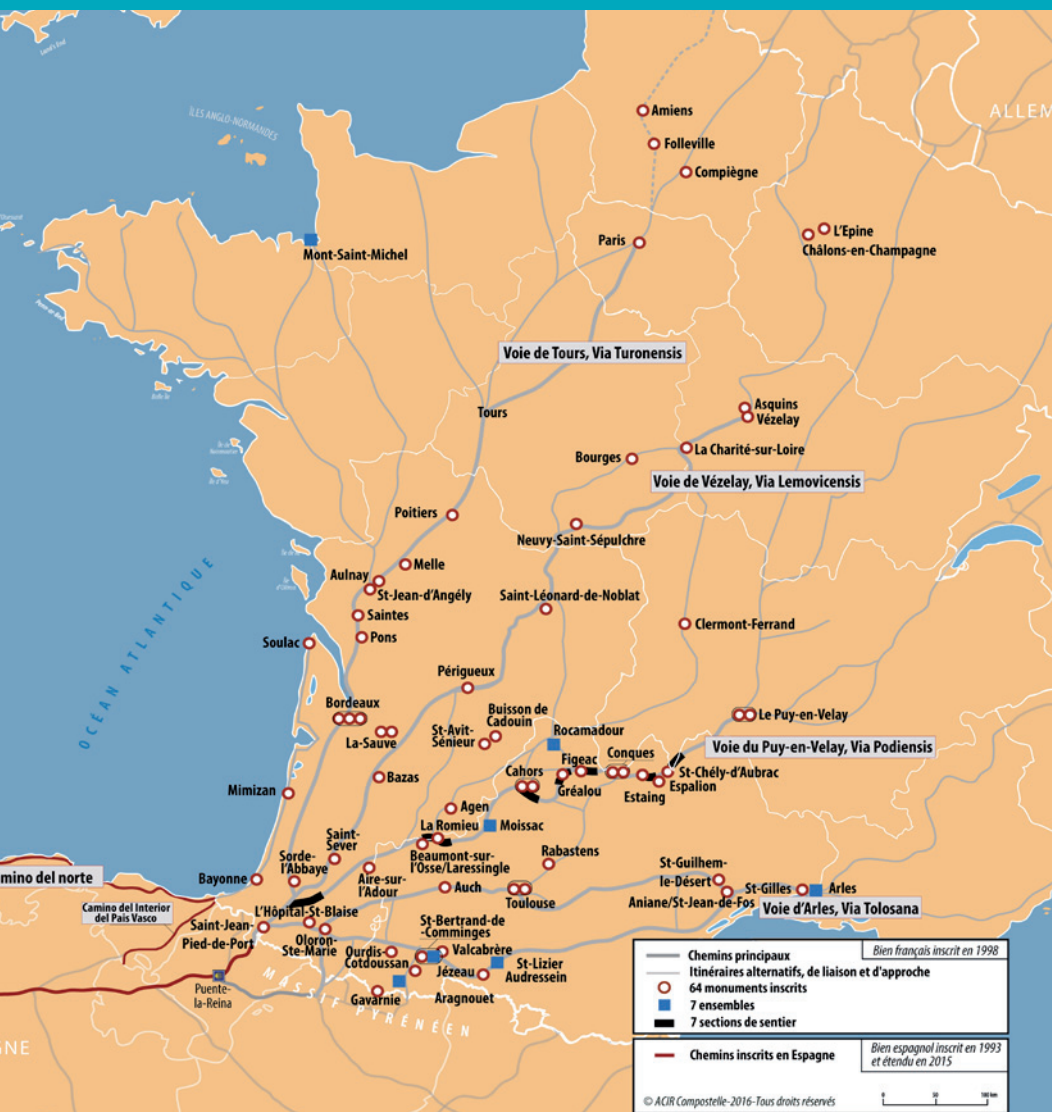 Land's End
ÎLES ANGLO-NORMANDES
ALLEM
Amiens
Folleville
Compiègne
Paris
L'Epine
Châlons-en-Champagne
Mont-Saint-Michel
Voie de Tours, Via Turonensis
Tours
Asquins
Vézelay
La Charité-sur-Loire
Bourges
Voie de Vézelay, Via Lemovicensis
Poitiers
Neuvy-Saint-Sépulchre
Melle
Aulnay
St-Jean-d'Angély
Saint-Léonard-de-Noblat
Saintes
Clermont-Ferrand
Pons
Soulac
OCÉAN ATLANTIQUE
Périgueux
Bordeaux
Buisson de
Cadouin
Le Puy-en-Velay
La-Sauve
St-Avit-
Sénieur
Rocamadour
Voie du Puy-en-Velay, Via Podiensis
Figeac
Conques
Cahors
St-Chély-d'Aubrac
Bazas
Gréalou
Espalion
Estaing
Mimizan
Agen
La Romieu
Moissac
Saint-
Sever
Beaumont-sur-
l'Osse/Laressingle
Rabastens
Sorde-
l'Abbaye
Aire-sur-
l'Adour
St-Guilhem-
le-Désert
mino del norte
Bayonne
Auch
Toulouse
St-Gilles
Arles
Aniane/St-Jean-de-Fos
Voie d'Arles, Via Tolosana
Camino del Interior
del Pais Vasco
L'Hôpital-St-Blaise
Saint-Jean-
Pied-de-Port
Oloron-
Ste-Marie
St-Bertrand-de
-Comminges
Ourdis-
Cotdoussan
Valcabrère
Jézeau
St-Lizier
Audressein
Puente-
la-Reina
Gavarnie
Aragnouet
MASSIF PYRÉNÉEN
GNE
Chemins principaux
Bien français inscrit en 1998
Itinéraires alternatifs, de liaison et d'approche
64 monuments inscrits
7 ensembles
7 sections de sentier
Chemins inscrits en Espagne
Bien espagnol inscrit en 1993
et étendu en 2015
© ACIR Compostelle-2016-Tous droits réservés
0 50 100 km